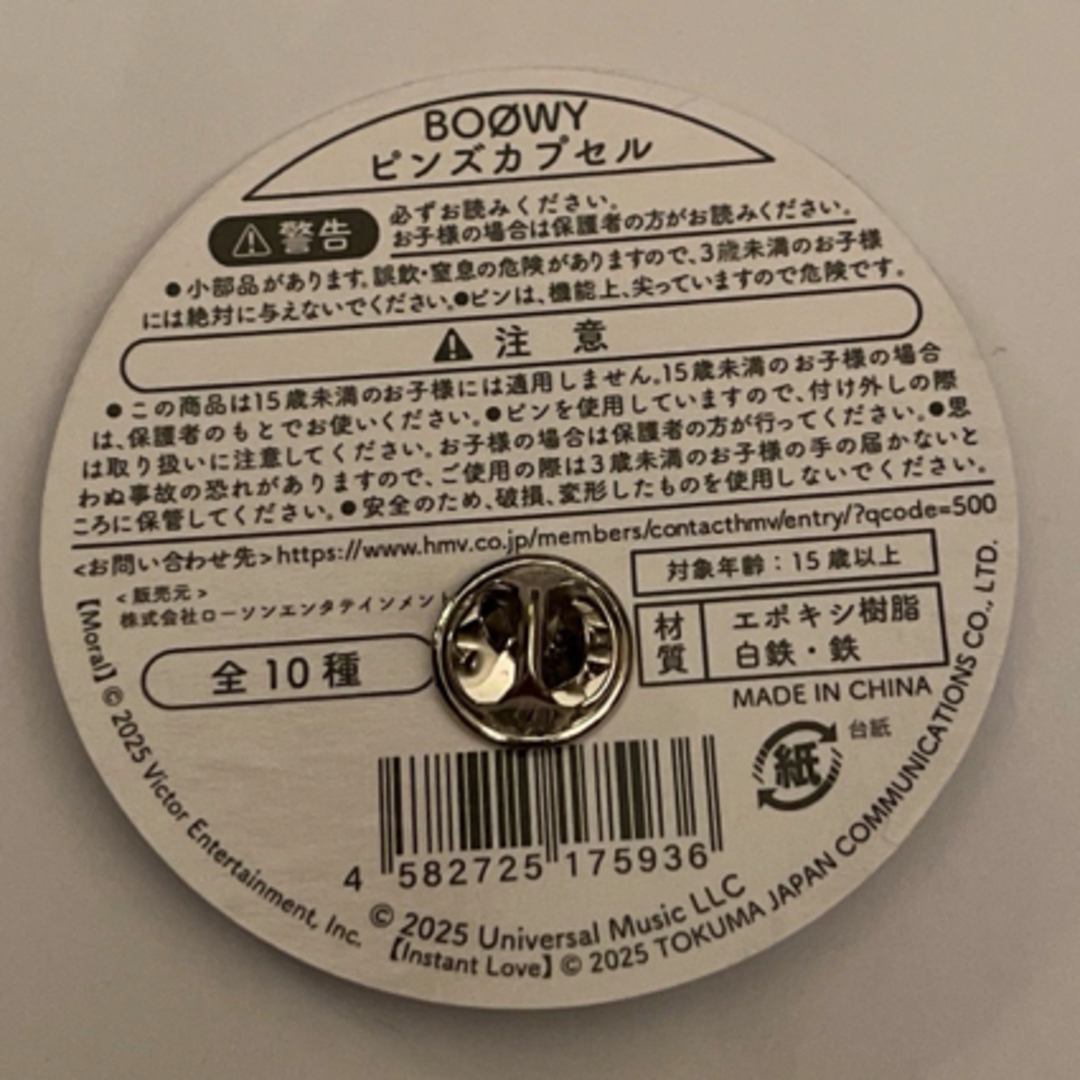 BOØWY
ピンズカプセル
警告
必ずお読みください。
お子様の場合は保護者の方がお読みください。
●小部品があります。誤飲・窒息の危険がありますので、3歳未満のお子様
には絶対に与えないでください。●ピンは、機能上、尖っていますので危険です。
注 意
●この商品は15歳未満のお子様には適用しません。15歳未満のお子様の場合
は、保護者のもとでお使いください。●ピンを使用していますので、付け外しの際
は取り扱いに注意してください。お子様の場合は保護者の方が行ってください。●思
わぬ事故の恐れがありますので、ご使用の際は3歳未満のお子様の手の届かないと
ころに保管してください。●安全のため、破損、変形したものを使用しないでください。
<お問い合わせ先>https://www.hmv.co.jp/members/contacthmv/entry/?qcode=500
<販売元>
株式会社ローソンエンタテインメント
全10種
対象年齢：15歳以上
材質
エポキシ樹脂
白鉄・鉄
MADE IN CHINA
紙
台紙
4 582725 175936
【Moral】© 2025 Victor Entertainment, Inc.
© 2025 Universal Music LLC
【Instant Love】© 2025 TOKUMA JAPAN COMMUNICATIONS CO., LTD.